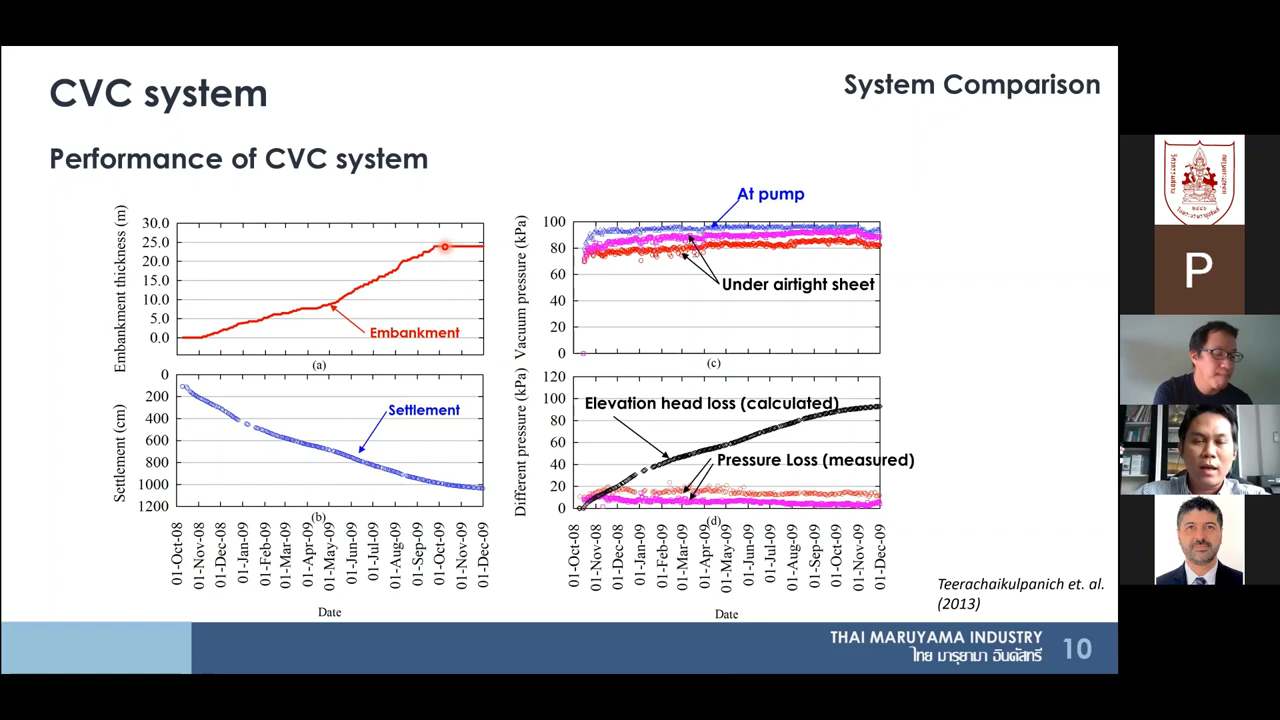 CVC system
System Comparison
Performance of CVC system
Embankment thickness (m)
30.0
25.0
20.0
15.0
10.0
5.0
0.0
Embankment
(a)
Settlement (cm)
0
200
400
600
800
1000
1200
Settlement
(b)
01-Oct-08
01-Nov-08
01-Dec-08
01-Jan-09
01-Feb-09
01-Mar-09
01-Apr-09
01-May-09
01-Jun-09
01-Jul-09
01-Aug-09
01-Sep-09
01-Oct-09
01-Nov-09
01-Dec-09
Date
Vacuum pressure (kPa)
100
80
60
40
20
0
At pump
Under airtight sheet
(c)
Different pressure (kPa)
120
100
80
60
40
20
0
Elevation head loss (calculated)
Pressure Loss (measured)
(d)
01-Oct-08
01-Nov-08
01-Dec-08
01-Jan-09
01-Feb-09
01-Mar-09
01-Apr-09
01-May-09
01-Jun-09
01-Jul-09
01-Aug-09
01-Sep-09
01-Oct-09
01-Nov-09
01-Dec-09
Date
Teerachaikulpanich et. al.
(2013)
THAI MARUYAMA INDUSTRY
ไทย มารุยามา อินดัสทรี
10
P